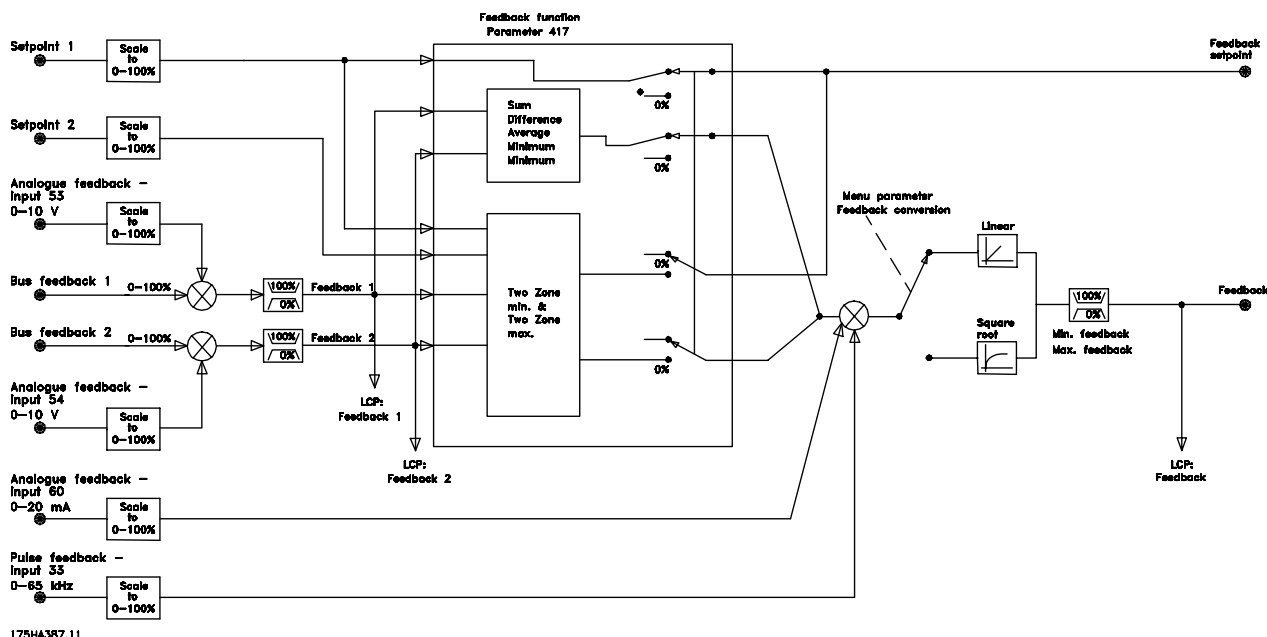 Feedback function
Parameter 417
Setpoint 1
Scale
to
0-100%
Feedback
setpoint
0%
Sum
Difference
Average
Minimum
Minimum
Setpoint 2
Scale
to
0-100%
0%
Analogue feedback -
input 53
0-10 V
Scale
to
0-100%
Menu parameter
Feedback conversion
Linear
0%
Bus feedback 1
0-100%
100%/
0%
Feedback 1
Two Zone
min. &
Two Zone
max.
100%/
0%
Feedback
Bus feedback 2
0-100%
100%/
0%
Feedback 2
Square
root
Min. feedback
Max. feedback
0%
Analogue feedback -
input 54
0-10 V
Scale
to
0-100%
LCP:
Feedback 1
LCP:
Feedback 2
LCP:
Feedback
Analogue feedback -
input 60
0-20 mA
Scale
to
0-100%
Pulse feedback -
input 33
0-65 kHz
Scale
to
0-100%
175HA387.11